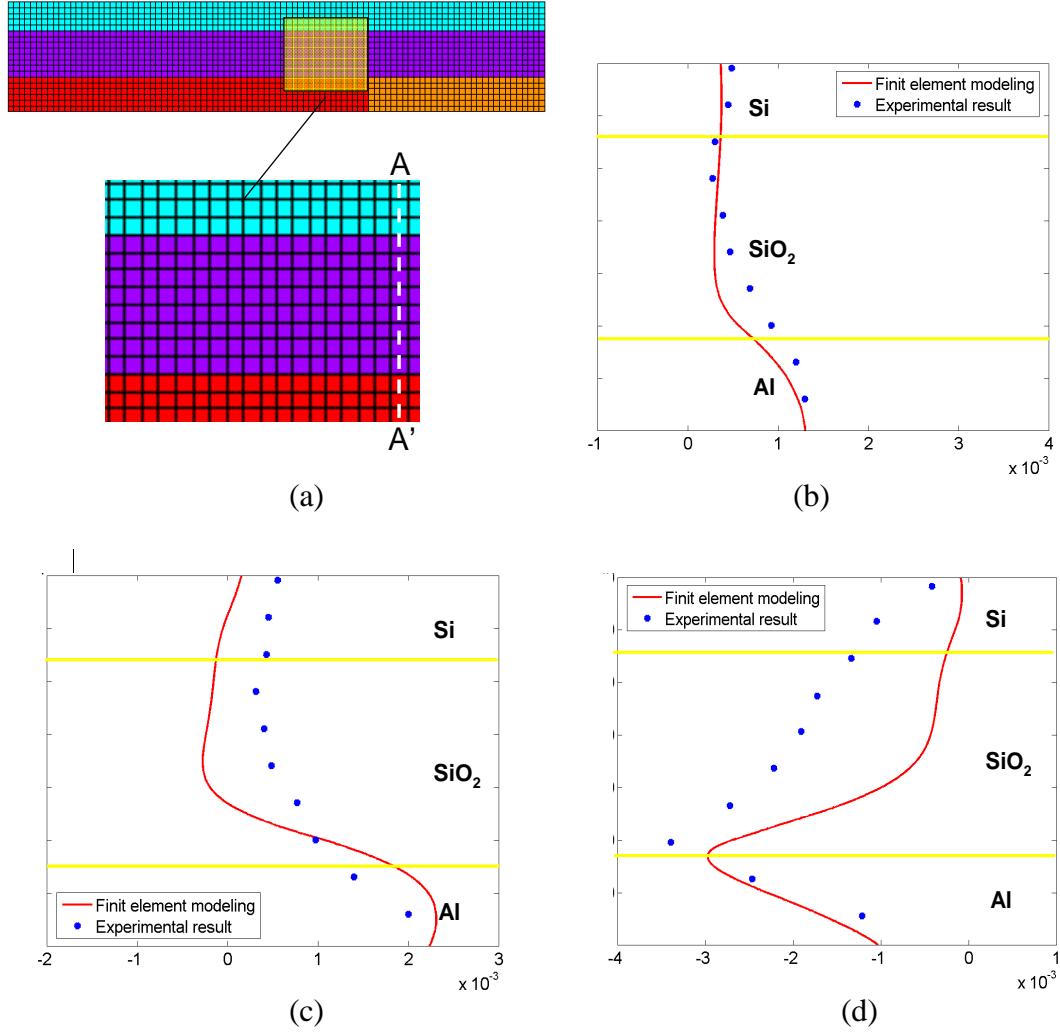 A
A'
(a)
Finit element modeling
Experimental result
Si
SiO2
Al
-1 0 1 2 3 4
x 10-3
(b)
Si
SiO2
Al
Finit element modeling
Experimental result
-2 -1 0 1 2 3
x 10-3
(c)
Finit element modeling
Experimental result
Si
SiO2
Al
-4 -3 -2 -1 0 1
x 10-3
(d)